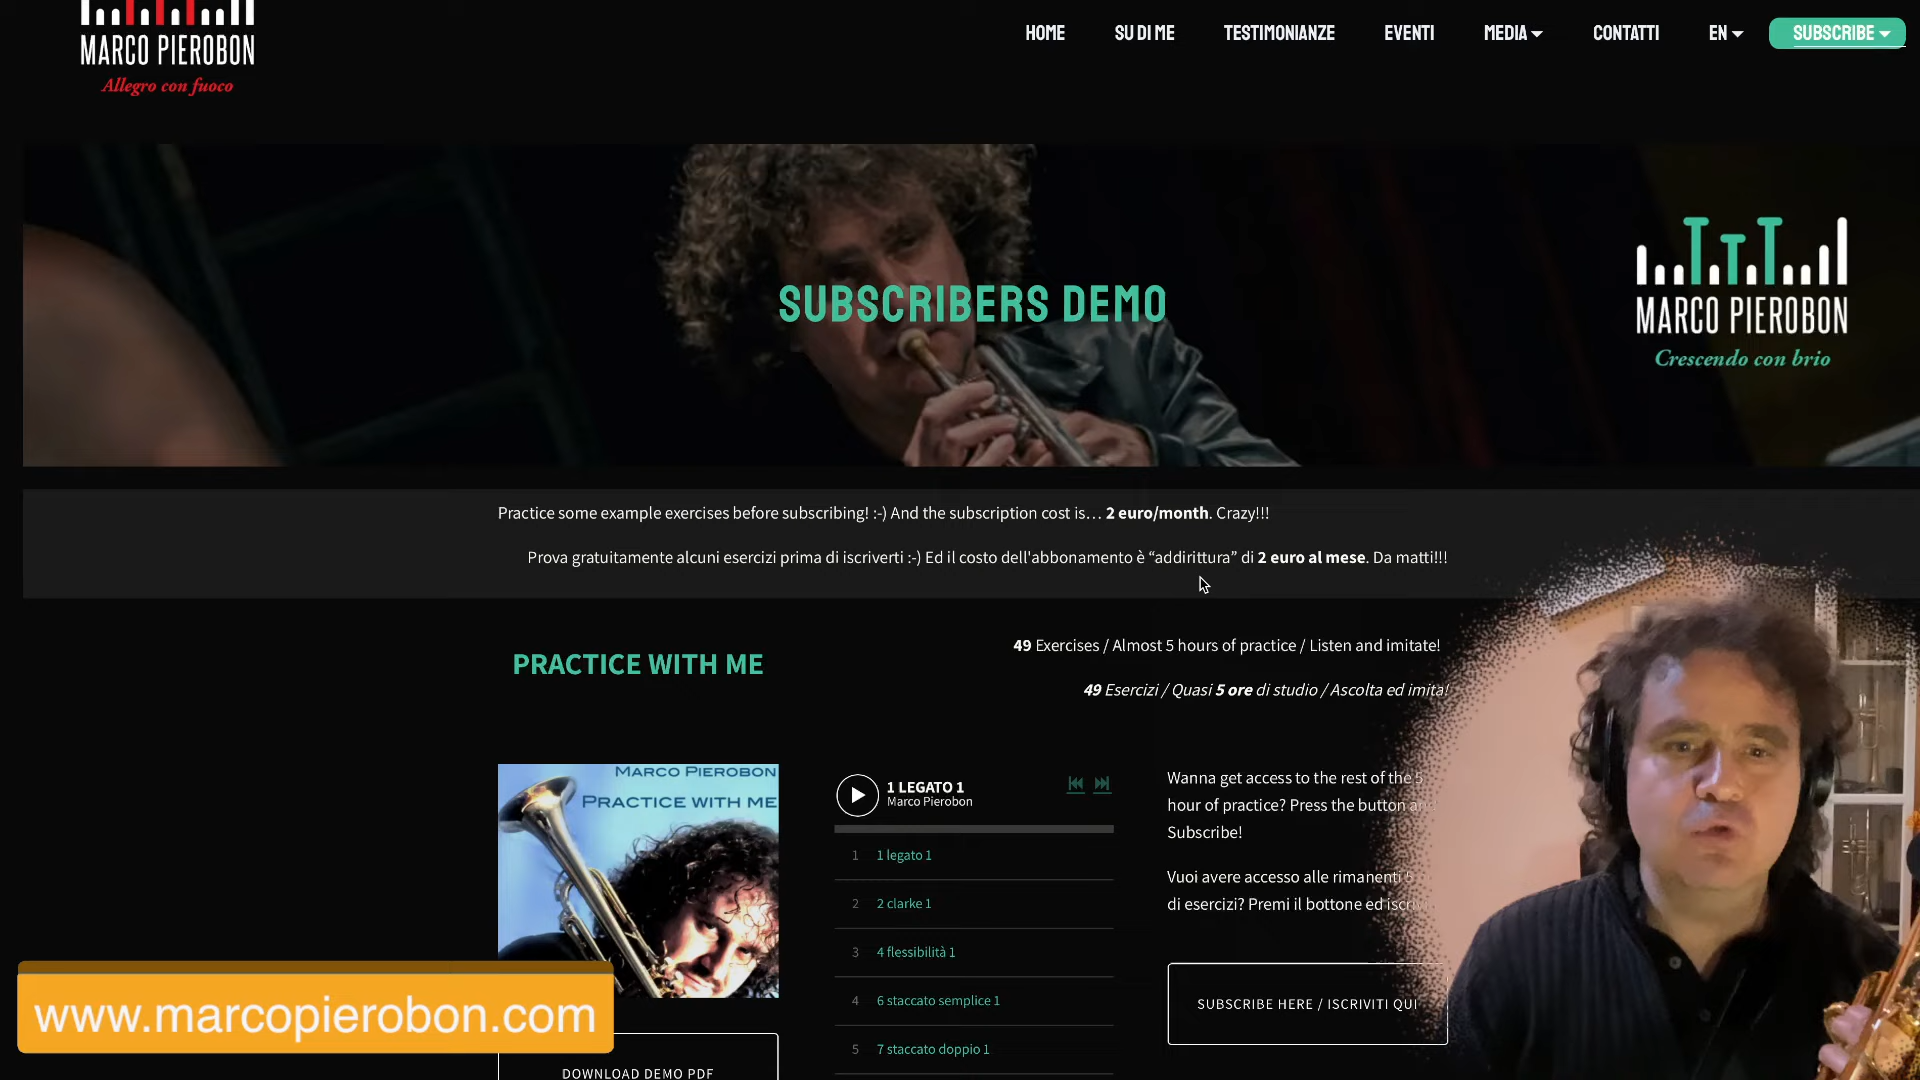 MARCO PIEROBON
Allegro con fuoco
HOME
SU DI ME
TESTIMONIANZE
EVENTI
MEDIA
CONTATTI
EN
SUBSCRIBE
SUBSCRIBERS DEMO
MARCO PIEROBON
Crescendo con brio
Practice some example exercises before subscribing! :-) And the subscription cost is… 2 euro/month. Crazy!!!
Prova gratuitamente alcuni esercizi prima di iscriverti :-) Ed il costo dell'abbonamento è “addirittura” di 2 euro al mese. Da matti!!!
PRACTICE WITH ME
49 Exercises / Almost 5 hours of practice / Listen and imitate!
49 Esercizi / Quasi 5 ore di studio / Ascolta ed imita!
MARCO PIEROBON
PRACTICE WITH ME
1 LEGATO 1
Marco Pierobon
1 1 legato 1
2 2 clarke 1
3 4 flessibilità 1
4 6 staccato semplice 1
5 7 staccato doppio 1
Wanna get access to the rest of the 5
hour of practice? Press the button and
Subscribe!
Vuoi avere accesso alle rimanenti 5
di esercizi? Premi il bottone ed
SUBSCRIBE HERE / ISCRIVITI QUI
www.marcopierobon.com
DOWNLOAD DEMO PDF